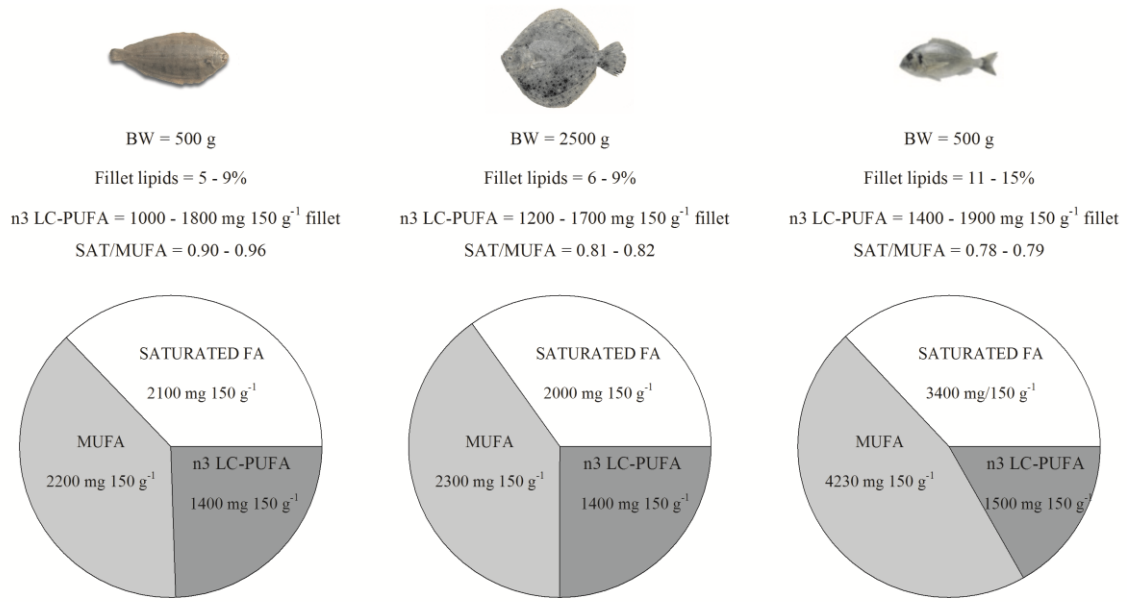 BW = 500 g
Fillet lipids = 5 - 9%
n3 LC-PUFA = 1000 - 1800 mg 150 g⁻¹ fillet
SAT/MUFA = 0.90 - 0.96
SATURATED FA
2100 mg 150 g⁻¹
MUFA
2200 mg 150 g⁻¹
n3 LC-PUFA
1400 mg 150 g⁻¹
BW = 2500 g
Fillet lipids = 6 - 9%
n3 LC-PUFA = 1200 - 1700 mg 150 g⁻¹ fillet
SAT/MUFA = 0.81 - 0.82
SATURATED FA
2000 mg 150 g⁻¹
MUFA
2300 mg 150 g⁻¹
n3 LC-PUFA
1400 mg 150 g⁻¹
BW = 500 g
Fillet lipids = 11 - 15%
n3 LC-PUFA = 1400 - 1900 mg 150 g⁻¹ fillet
SAT/MUFA = 0.78 - 0.79
SATURATED FA
3400 mg/150 g⁻¹
MUFA
4230 mg 150 g⁻¹
n3 LC-PUFA
1500 mg 150 g⁻¹